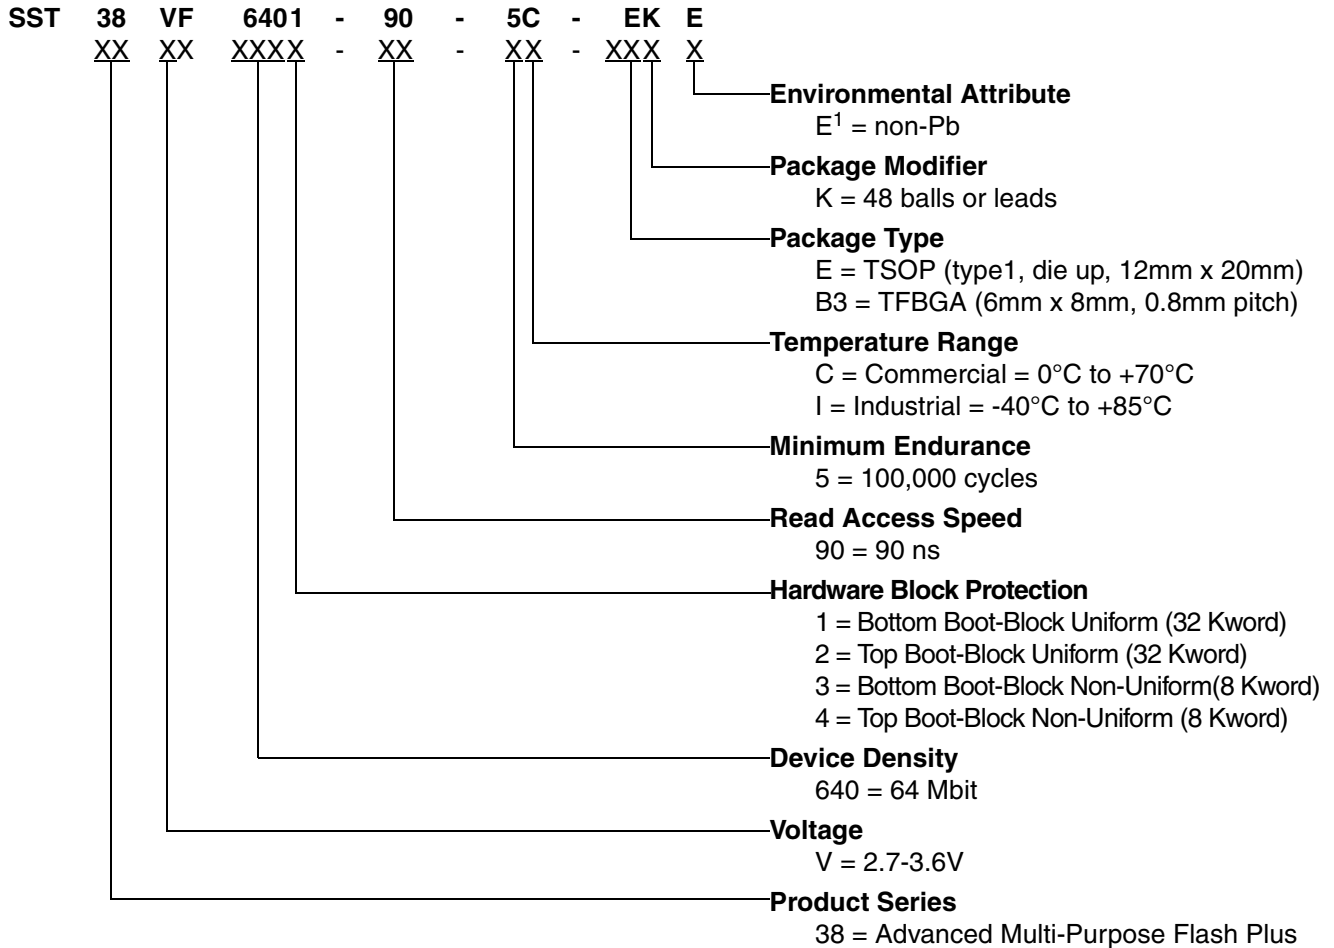 SST 38 VF 6401 - 90 - 5C - EK E
XX XX XXXX - XX - XX - XXX X
Environmental Attribute
E1 = non-Pb
Package Modifier
K = 48 balls or leads
Package Type
E = TSOP (type1, die up, 12mm x 20mm)
B3 = TFBGA (6mm x 8mm, 0.8mm pitch)
Temperature Range
C = Commercial = 0°C to +70°C
I = Industrial = -40°C to +85°C
Minimum Endurance
5 = 100,000 cycles
Read Access Speed
90 = 90 ns
Hardware Block Protection
1 = Bottom Boot-Block Uniform (32 Kword)
2 = Top Boot-Block Uniform (32 Kword)
3 = Bottom Boot-Block Non-Uniform(8 Kword)
4 = Top Boot-Block Non-Uniform (8 Kword)
Device Density
640 = 64 Mbit
Voltage
V = 2.7-3.6V
Product Series
38 = Advanced Multi-Purpose Flash Plus